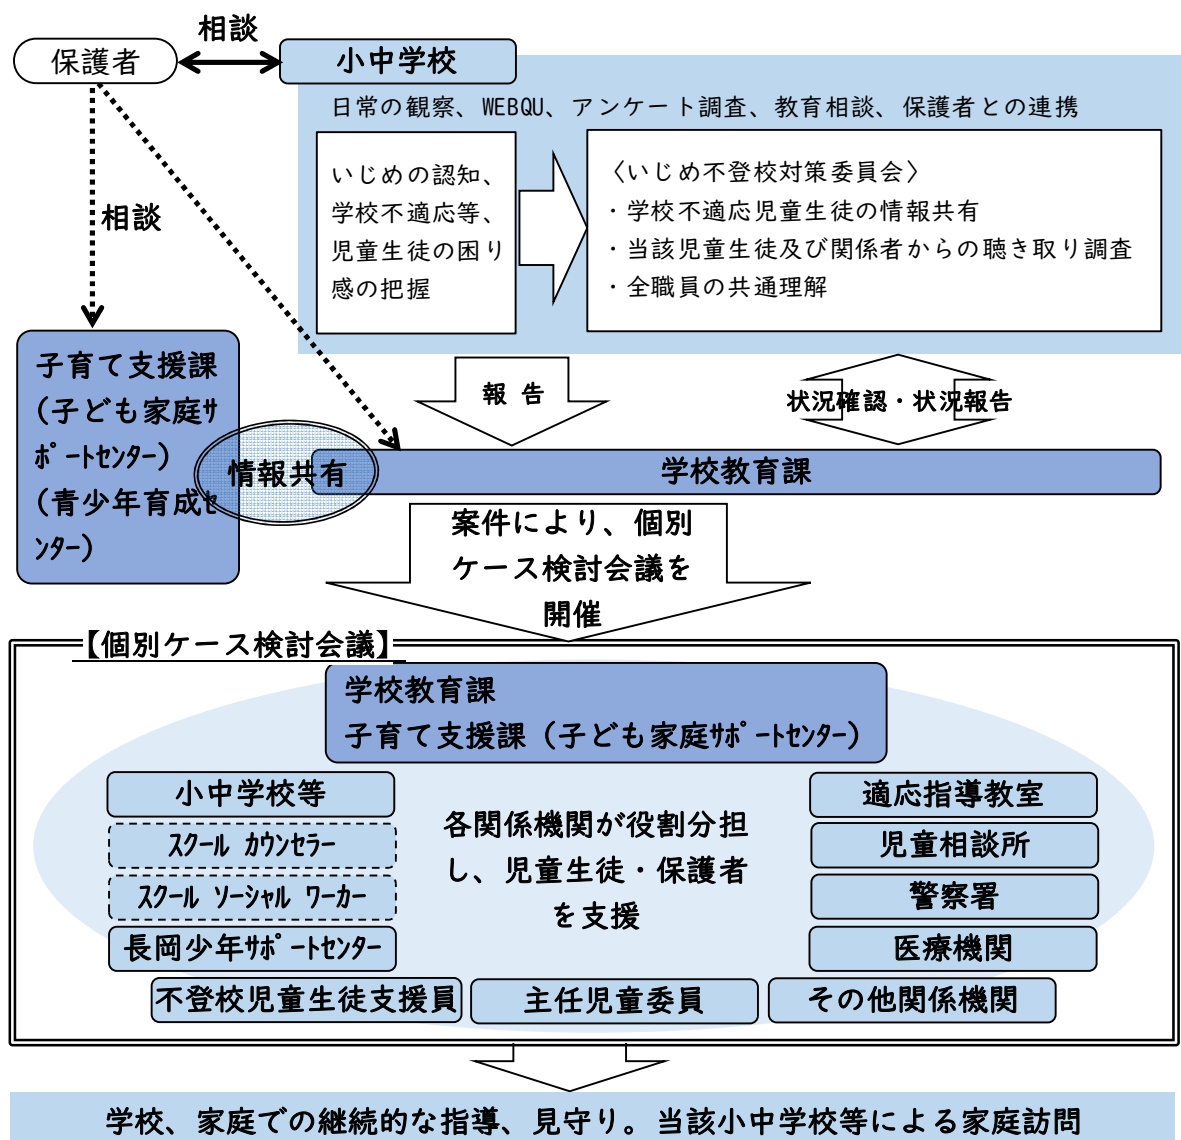 相談
保護者
小中学校
日常の観察、WEBQU、アンケート調査、教育相談、保護者との連携
いじめの認知、
学校不適応等、
児童生徒の困り
感の把握
〈いじめ不登校対策委員会〉
・学校不適応児童生徒の情報共有
・当該児童生徒及び関係者からの聴き取り調査
・全職員の共通理解
相談
報 告
状況確認・状況報告
子育て支援課
（子ども家庭ｻ
ﾎﾟｰﾄｾﾝﾀｰ）
（青少年育成ｾ
ﾝﾀｰ）
情報共有
学校教育課
案件により、個別
ケース検討会議を
開催
【個別ケース検討会議】
学校教育課
子育て支援課（子ども家庭ｻﾎﾟｰﾄｾﾝﾀｰ）
小中学校等
ｽｸｰﾙ ｶｳﾝｾﾗｰ
ｽｸｰﾙ ｿｰｼｬﾙ ﾜｰｶｰ
長岡少年ｻﾎﾟｰﾄｾﾝﾀｰ
各関係機関が役割分担
し、児童生徒・保護者
を支援
適応指導教室
児童相談所
警察署
医療機関
不登校児童生徒支援員
主任児童委員
その他関係機関
学校、家庭での継続的な指導、見守り。当該小中学校等による家庭訪問